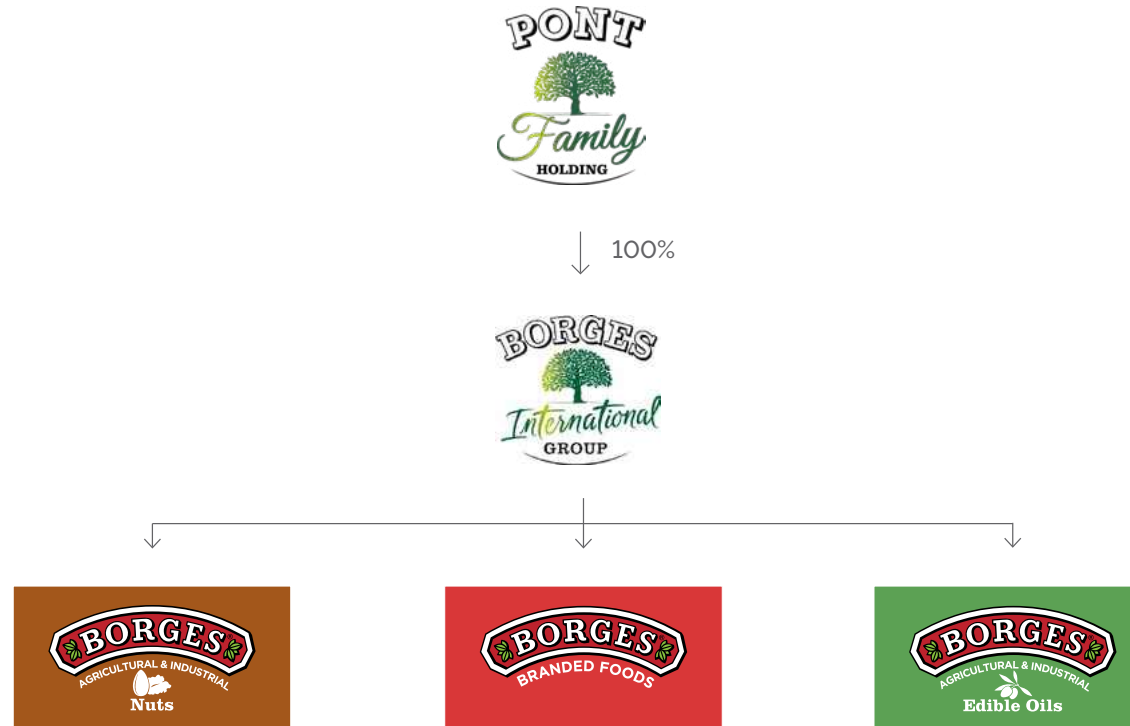 PONT
Family
HOLDING
100%
BORGES
International
GROUP
BORGES®
AGRICULTURAL & INDUSTRIAL
Nuts
BORGES®
BRANDED FOODS
BORGES®
AGRICULTURAL & INDUSTRIAL
Edible Oils